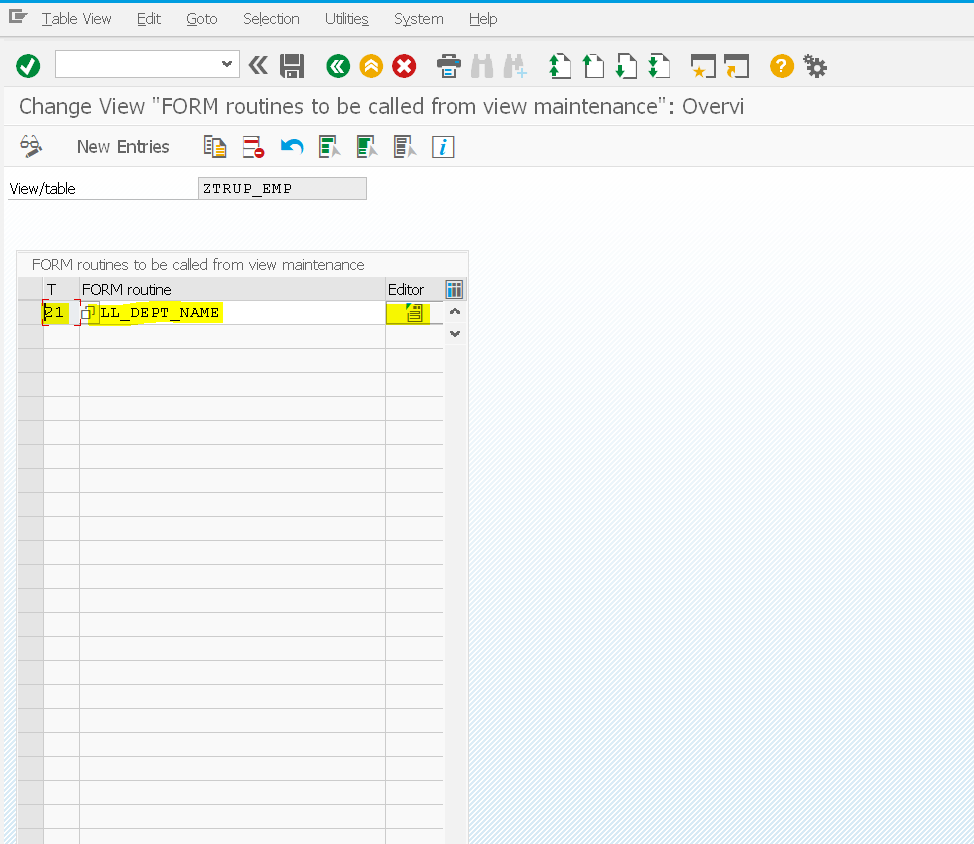 Table View Edit Goto Selection Utilities System Help
Change View "FORM routines to be called from view maintenance": Overvi
New Entries
View/table ZTRUP_EMP
FORM routines to be called from view maintenance
T FORM routine Editor
21 LL_DEPT_NAME